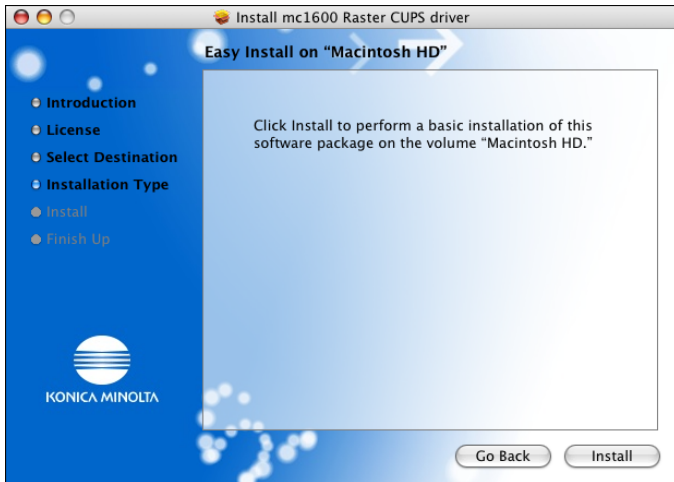 Install mc1600 Raster CUPS driver
Easy Install on “Macintosh HD”
Introduction
License
Select Destination
Installation Type
Install
Finish Up
Click Install to perform a basic installation of this
software package on the volume “Macintosh HD.”
KONICA MINOLTA
Go Back
Install